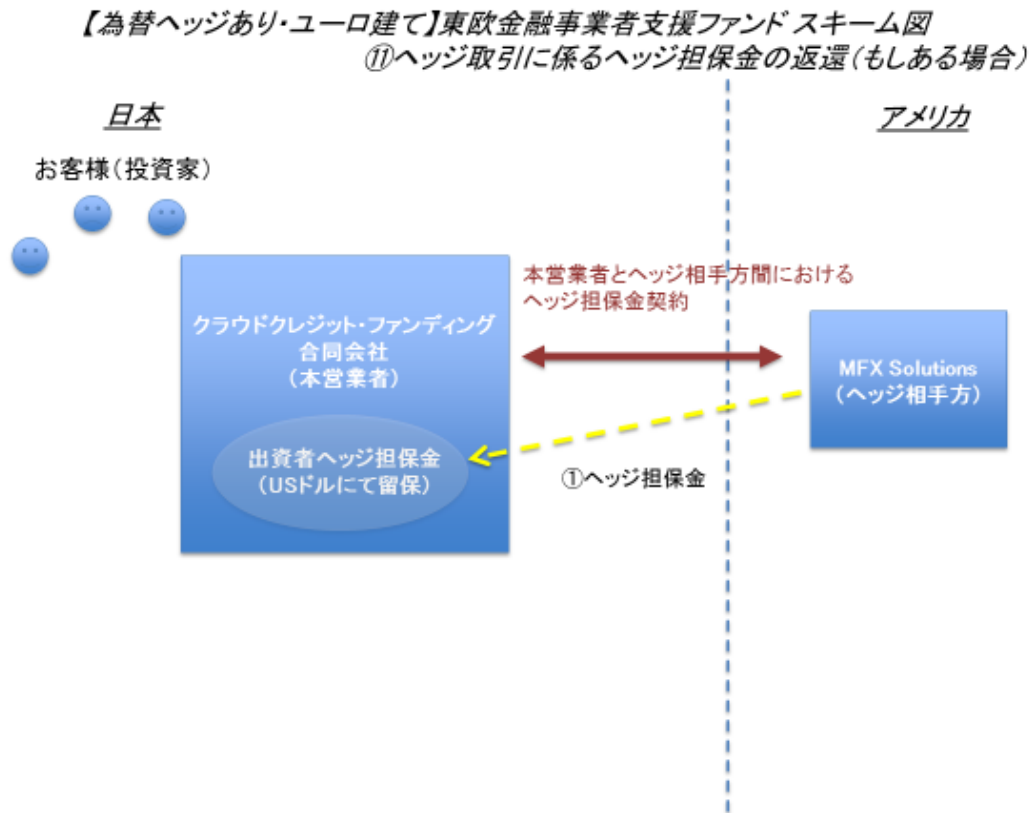 【為替ヘッジあり・ユーロ建て】東欧金融事業者支援ファンド スキーム図
⑪ヘッジ取引に係るヘッジ担保金の返還（もしある場合）
日本
アメリカ
お客様（投資家）
本営業者とヘッジ相手方間における
ヘッジ担保金契約
クラウドクレジット・ファンディング
合同会社
（本営業者）
MFX Solutions
（ヘッジ相手方）
出資者ヘッジ担保金
（USドルにて留保）
①ヘッジ担保金